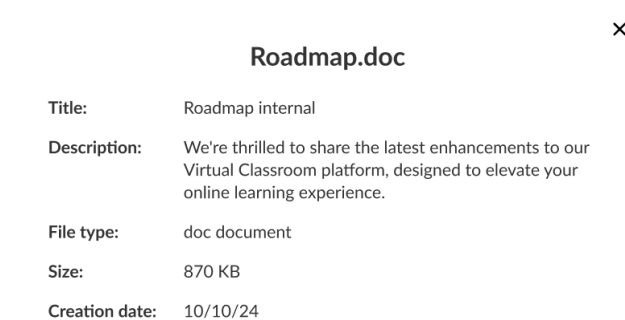 Roadmap.doc
Title: Roadmap internal
Description: We're thrilled to share the latest enhancements to our
Virtual Classroom platform, designed to elevate your
online learning experience.
File type: doc document
Size: 870 KB
Creation date: 10/10/24